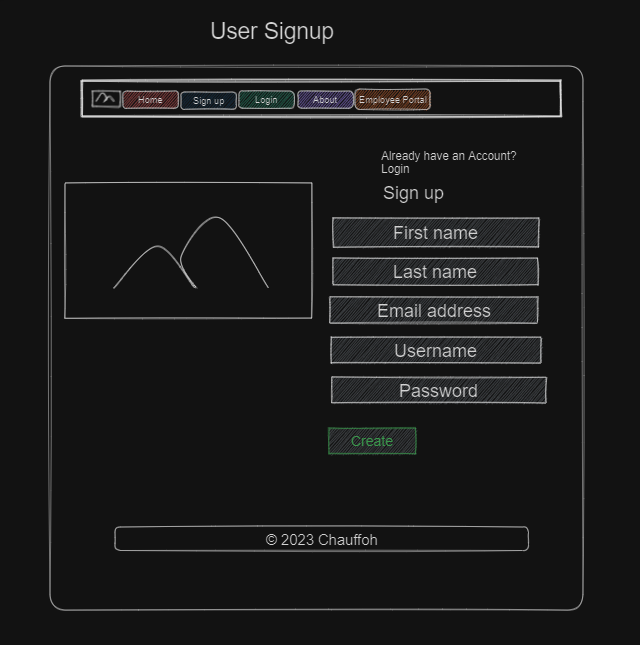 User Signup
Home
Sign up
Login
About
Employee Portal
Already have an Account?
Login
Sign up
First name
Last name
Email address
Username
Password
Create
© 2023 Chauffoh